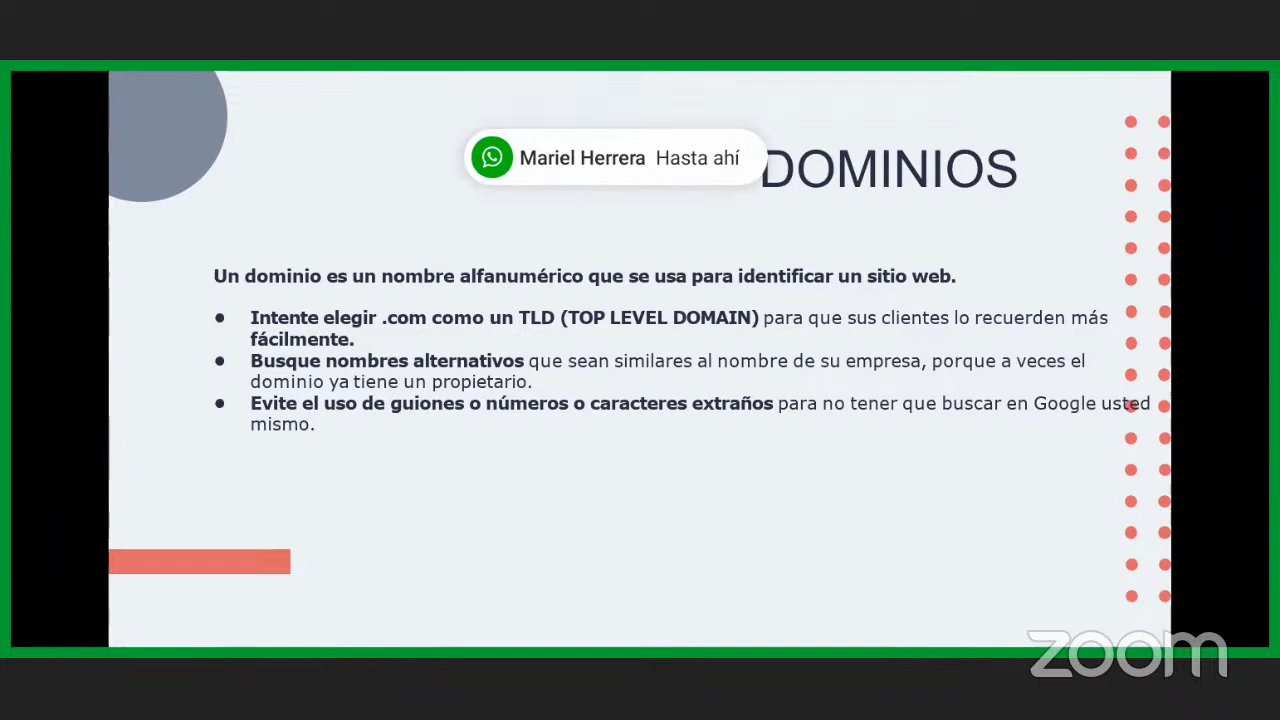 Mariel Herrera Hasta ahí
DOMINIOS
Un dominio es un nombre alfanumérico que se usa para identificar un sitio web.
● Intente elegir .com como un TLD (TOP LEVEL DOMAIN) para que sus clientes lo recuerden más
fácilmente.
● Busque nombres alternativos que sean similares al nombre de su empresa, porque a veces el
dominio ya tiene un propietario.
● Evite el uso de guiones o números o caracteres extraños para no tener que buscar en Google usted
mismo.
zoom